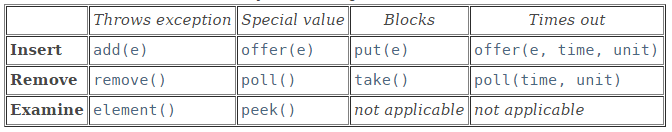 Throws exception Special value Blocks Times out
Insert add(e) offer(e) put(e) offer(e, time, unit)
Remove remove() poll() take() poll(time, unit)
Examine element() peek() not applicable not applicable